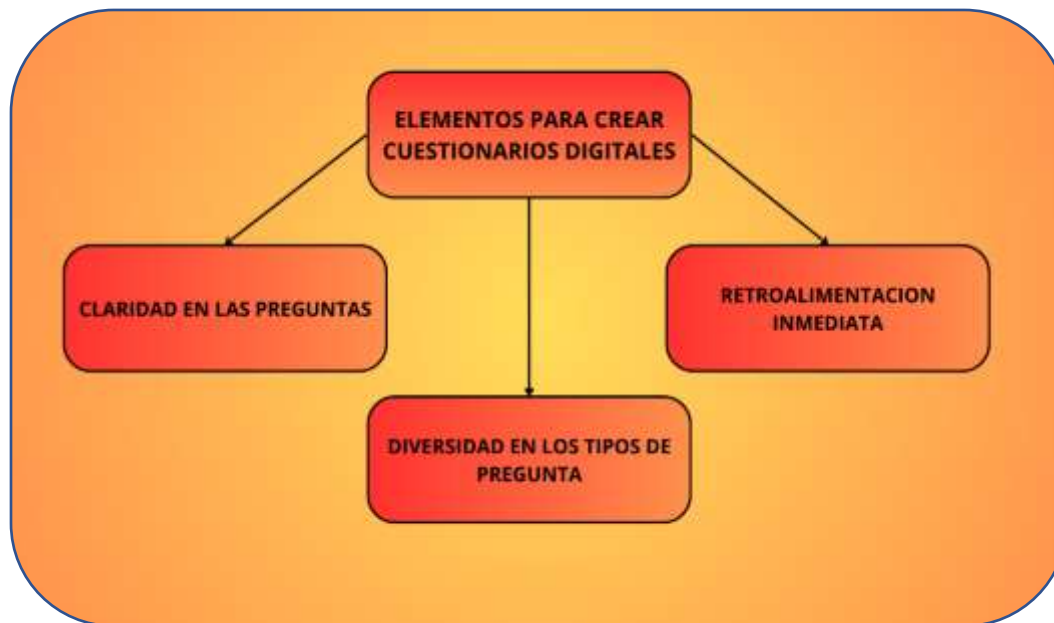 ELEMENTOS PARA CREAR
CUESTIONARIOS DIGITALES
CLARIDAD EN LAS PREGUNTAS
RETROALIMENTACION
INMEDIATA
DIVERSIDAD EN LOS TIPOS DE
PREGUNTA